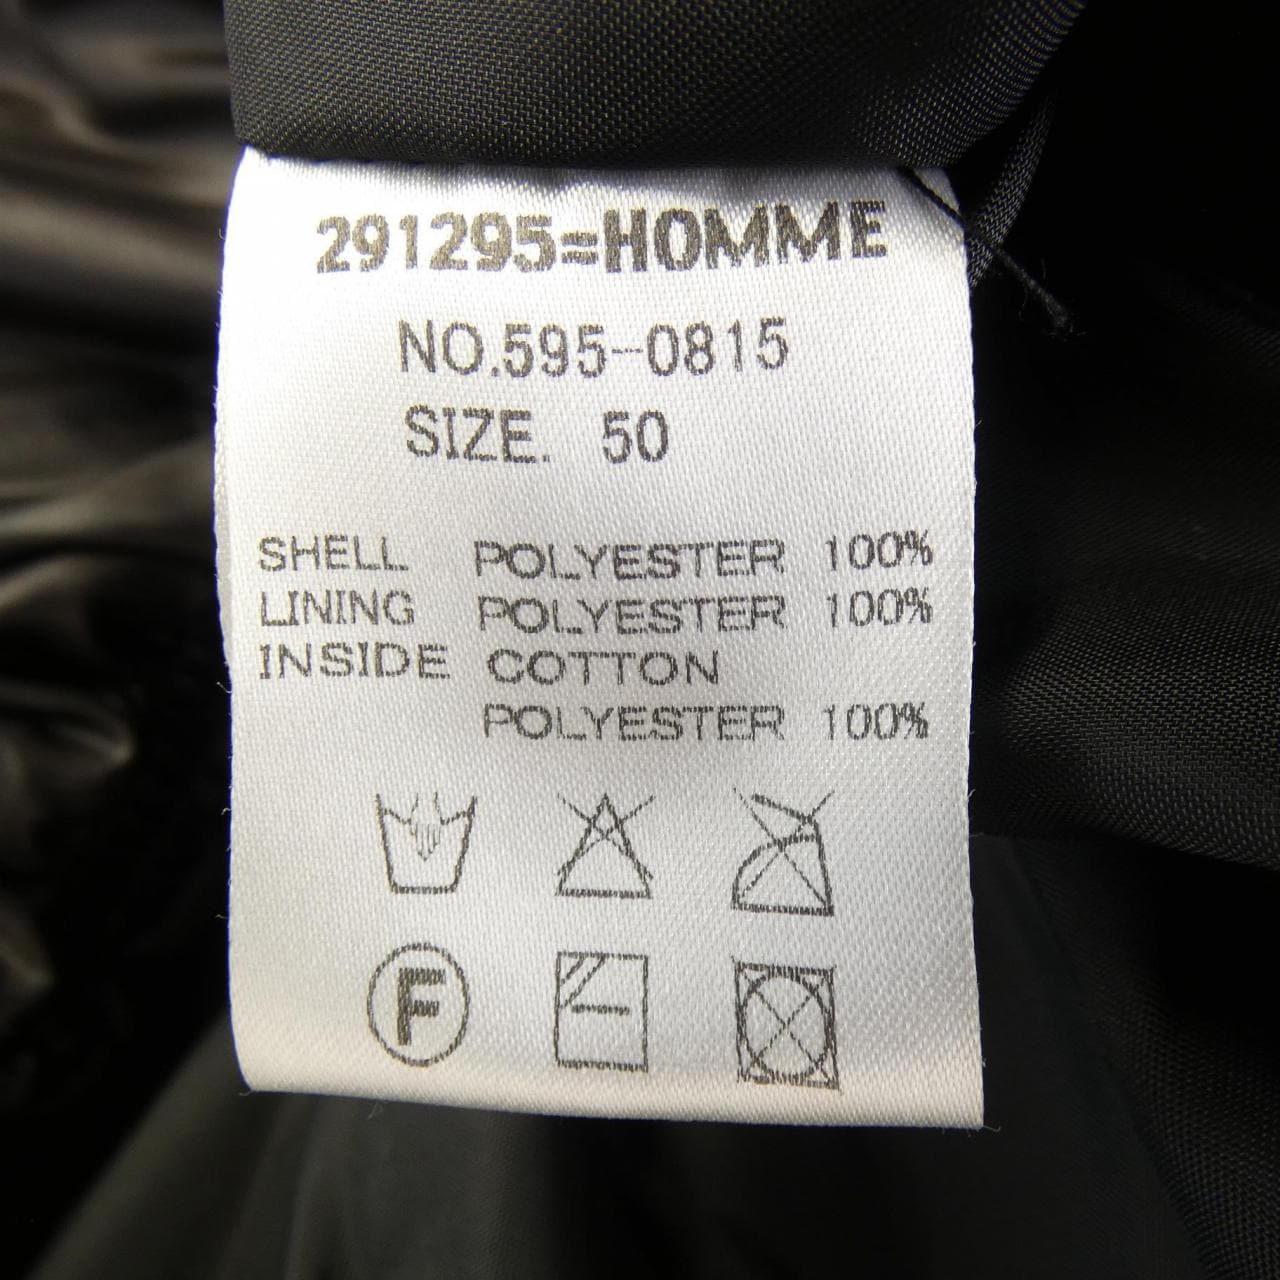 291295=HOMME
NO.595-0815
SIZE. 50
SHELL POLYESTER 100%
LINING POLYESTER 100%
INSIDE COTTON
POLYESTER 100%
F